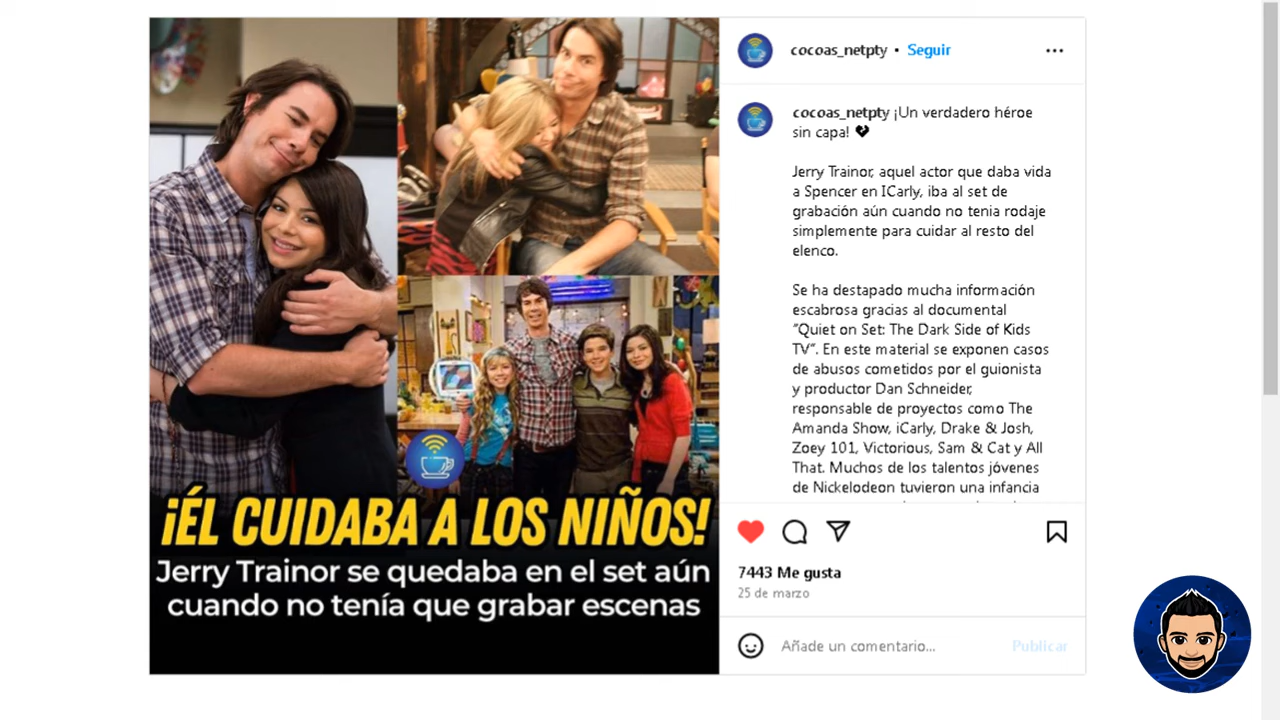 ¡ÉL CUIDABA A LOS NIÑOS!
Jerry Trainor se quedaba en el set aún
cuando no tenía que grabar escenas
cocoas_netpty • Seguir
cocoas_netpty ¡Un verdadero héroe
sin capa! 💔
Jerry Trainor, aquel actor que daba vida
a Spencer en ICarly, iba al set de
grabación aún cuando no tenia rodaje
simplemente para cuidar al resto del
elenco.
Se ha destapado mucha información
escabrosa gracias al documental
"Quiet on Set: The Dark Side of Kids
TV". En este material se exponen casos
de abusos cometidos por el guionista
y productor Dan Schneider,
responsable de proyectos como The
Amanda Show, iCarly, Drake & Josh,
Zoey 101, Victorious, Sam & Cat y All
That. Muchos de los talentos jóvenes
de Nickelodeon tuvieron una infancia
7443 Me gusta
25 de marzo
Añade un comentario...
Publicar